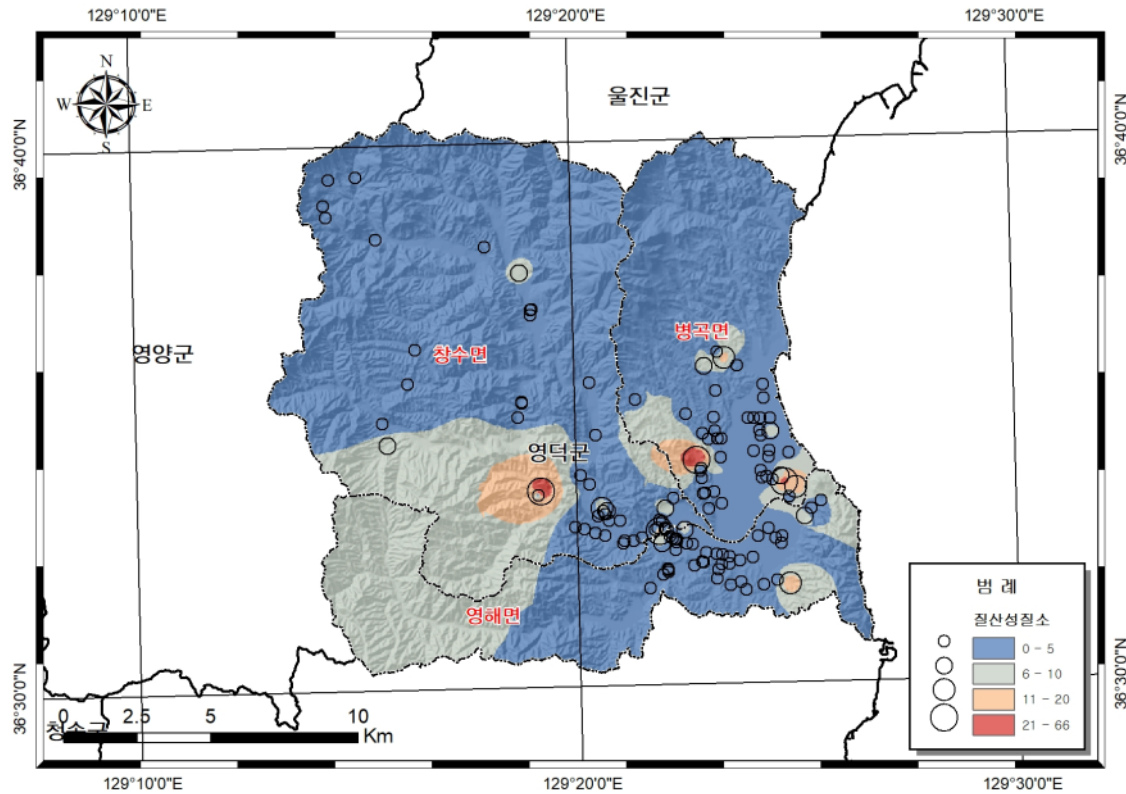 129°10'0"E
129°20'0"E
129°30'0"E
N
W
E
S
울진군
36°40'0"N
36°40'0"N
병곡면
영양군
창수면
영덕군
영해면
범 례
질산성질소
0 - 5
6 - 10
11 - 20
21 - 66
36°30'0"N
36°30'0"N
청송군
0
2.5
5
10
Km
129°10'0"E
129°20'0"E
129°30'0"E